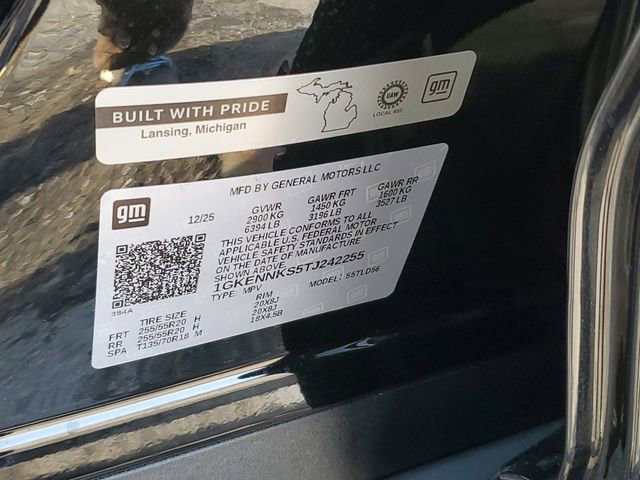 BUILT WITH PRIDE
Lansing, Michigan
UAW
LOCAL 602
gm
gm
MFD BY GENERAL MOTORS LLC
12/25 GVWR GAWR FRT GAWR RR
2900 KG 1450 KG 1600 KG
6394 LB 3196 LB 3527 LB
THIS VEHICLE CONFORMS TO ALL
APPLICABLE U.S. FEDERAL MOTOR
VEHICLE SAFETY STANDARDS IN EFFECT
ON THE DATE OF MANUFACTURE
SHOWN ABOVE.
1GKENNKS5TJ242255
TYPE: MPV MODEL: 5STLD56
384A
TIRE SIZE RIM
FRT 255/55R20 H 20X8J
RR 255/55R20 H 20X8J
SPA T135/70R18 M 18X4.5B